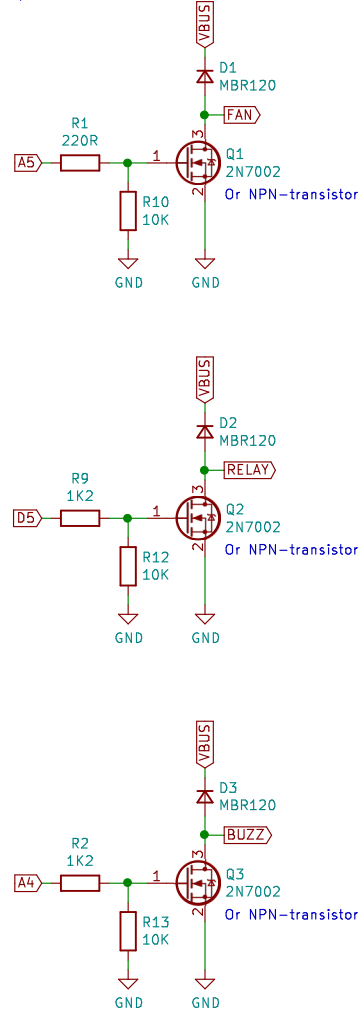 VBUS
D1
MBR120
FAN
R1
220R
3
A5
1
Q1
2N7002
R10
10K
2
Or NPN-transistor
GND
GND
VBUS
D2
MBR120
RELAY
R9
1K2
3
D5
1
Q2
2N7002
R12
10K
2
Or NPN-transistor
GND
GND
VBUS
D3
MBR120
BUZZ
R2
1K2
3
A4
1
Q3
2N7002
R13
10K
2
Or NPN-transistor
GND
GND